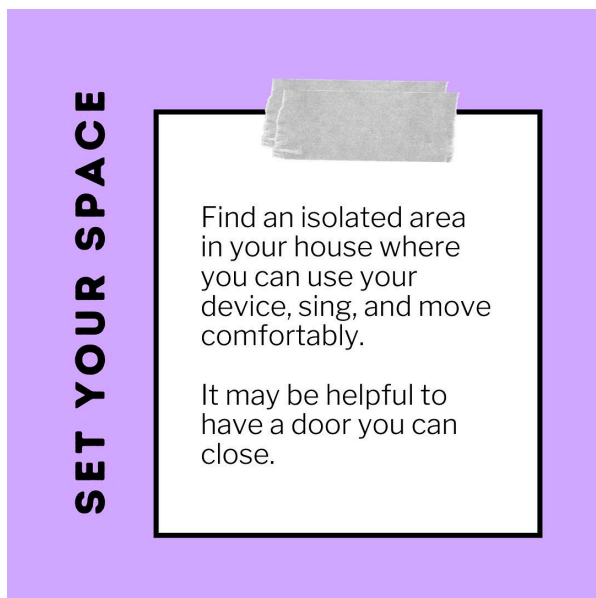 SET YOUR SPACE
Find an isolated area
in your house where
you can use your
device, sing, and move
comfortably.
It may be helpful to
have a door you can
close.